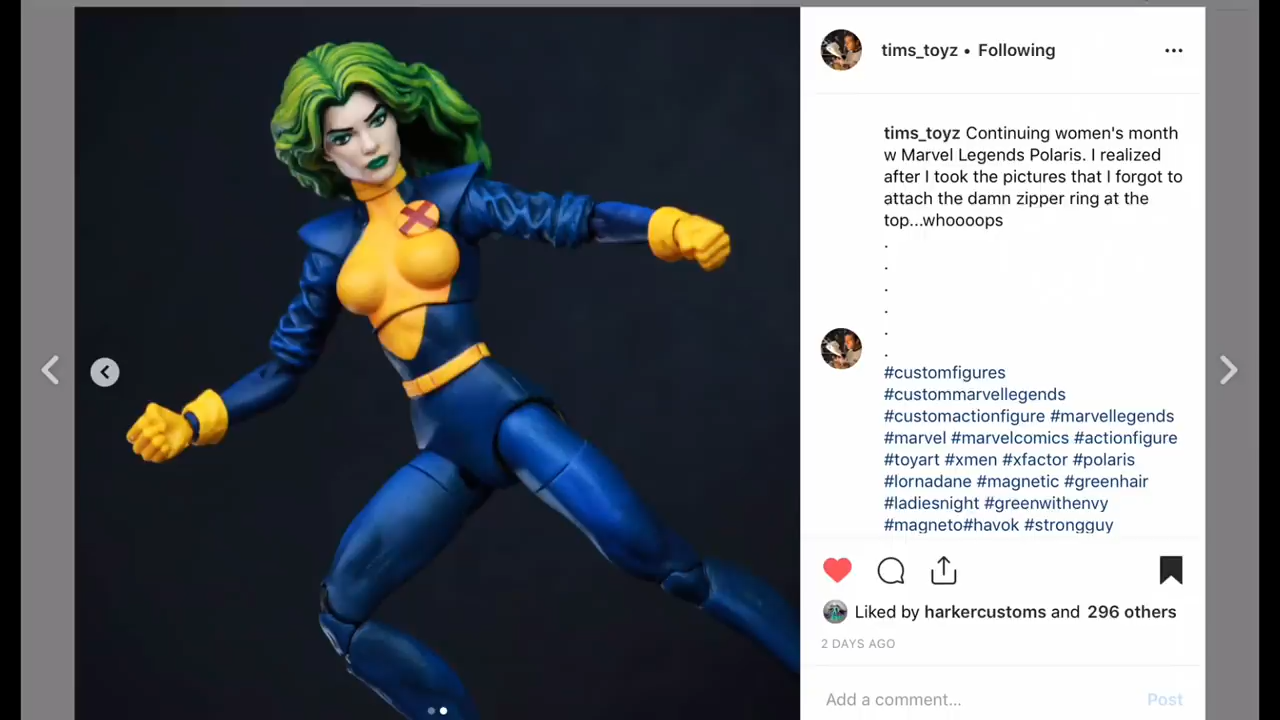 tims_toyz • Following
tims_toyz Continuing women's month
w Marvel Legends Polaris. I realized
after I took the pictures that I forgot to
attach the damn zipper ring at the
top...whoooops
.
.
.
.
.
.
#customfigures
#custommarvellegends
#customactionfigure #marvellegends
#marvel #marvelcomics #actionfigure
#toyart #xmen #xfactor #polaris
#lornadane #magnetic #greenhair
#ladiesnight #greenwithenvy
#magneto#havok #strongguy
Liked by harkercustoms and 296 others
2 DAYS AGO
Add a comment... Post